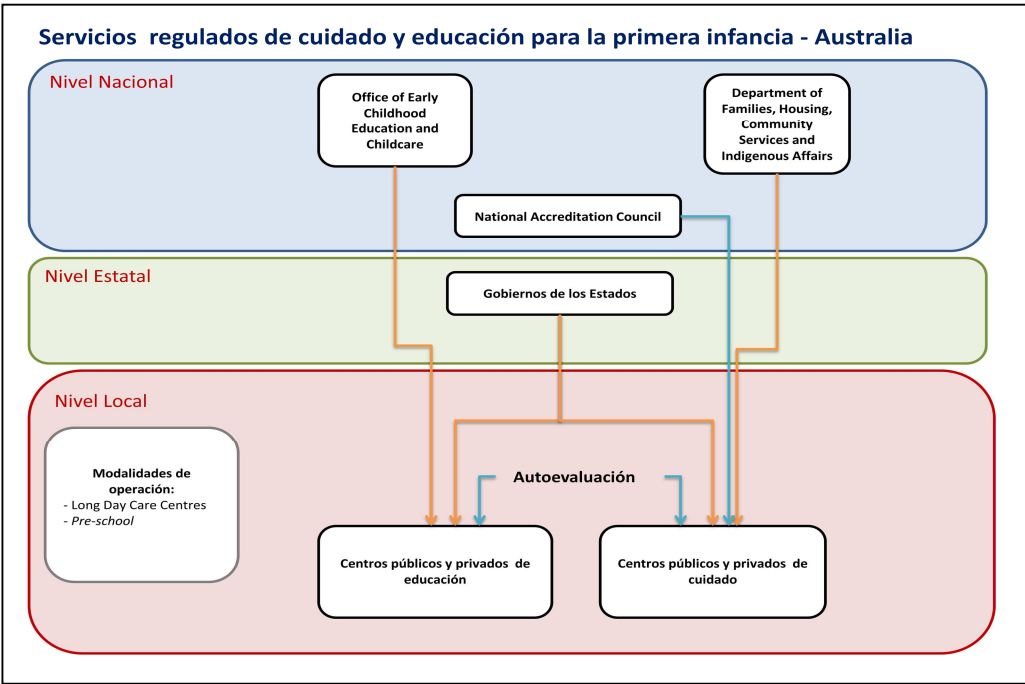 Servicios  regulados de cuidado y educación para la primera infancia - Australia
Nivel Nacional
Office of Early
Childhood
Education and
Childcare
Department of
Families, Housing,
Community
Services and
Indigenous Affairs
National Accreditation Council
Nivel Estatal
Gobiernos de los Estados
Nivel Local
Modalidades de
operación:
- Long Day Care Centres
- Pre-school
Autoevaluación
Centros públicos y privados  de
educación
Centros públicos y privados  de
cuidado